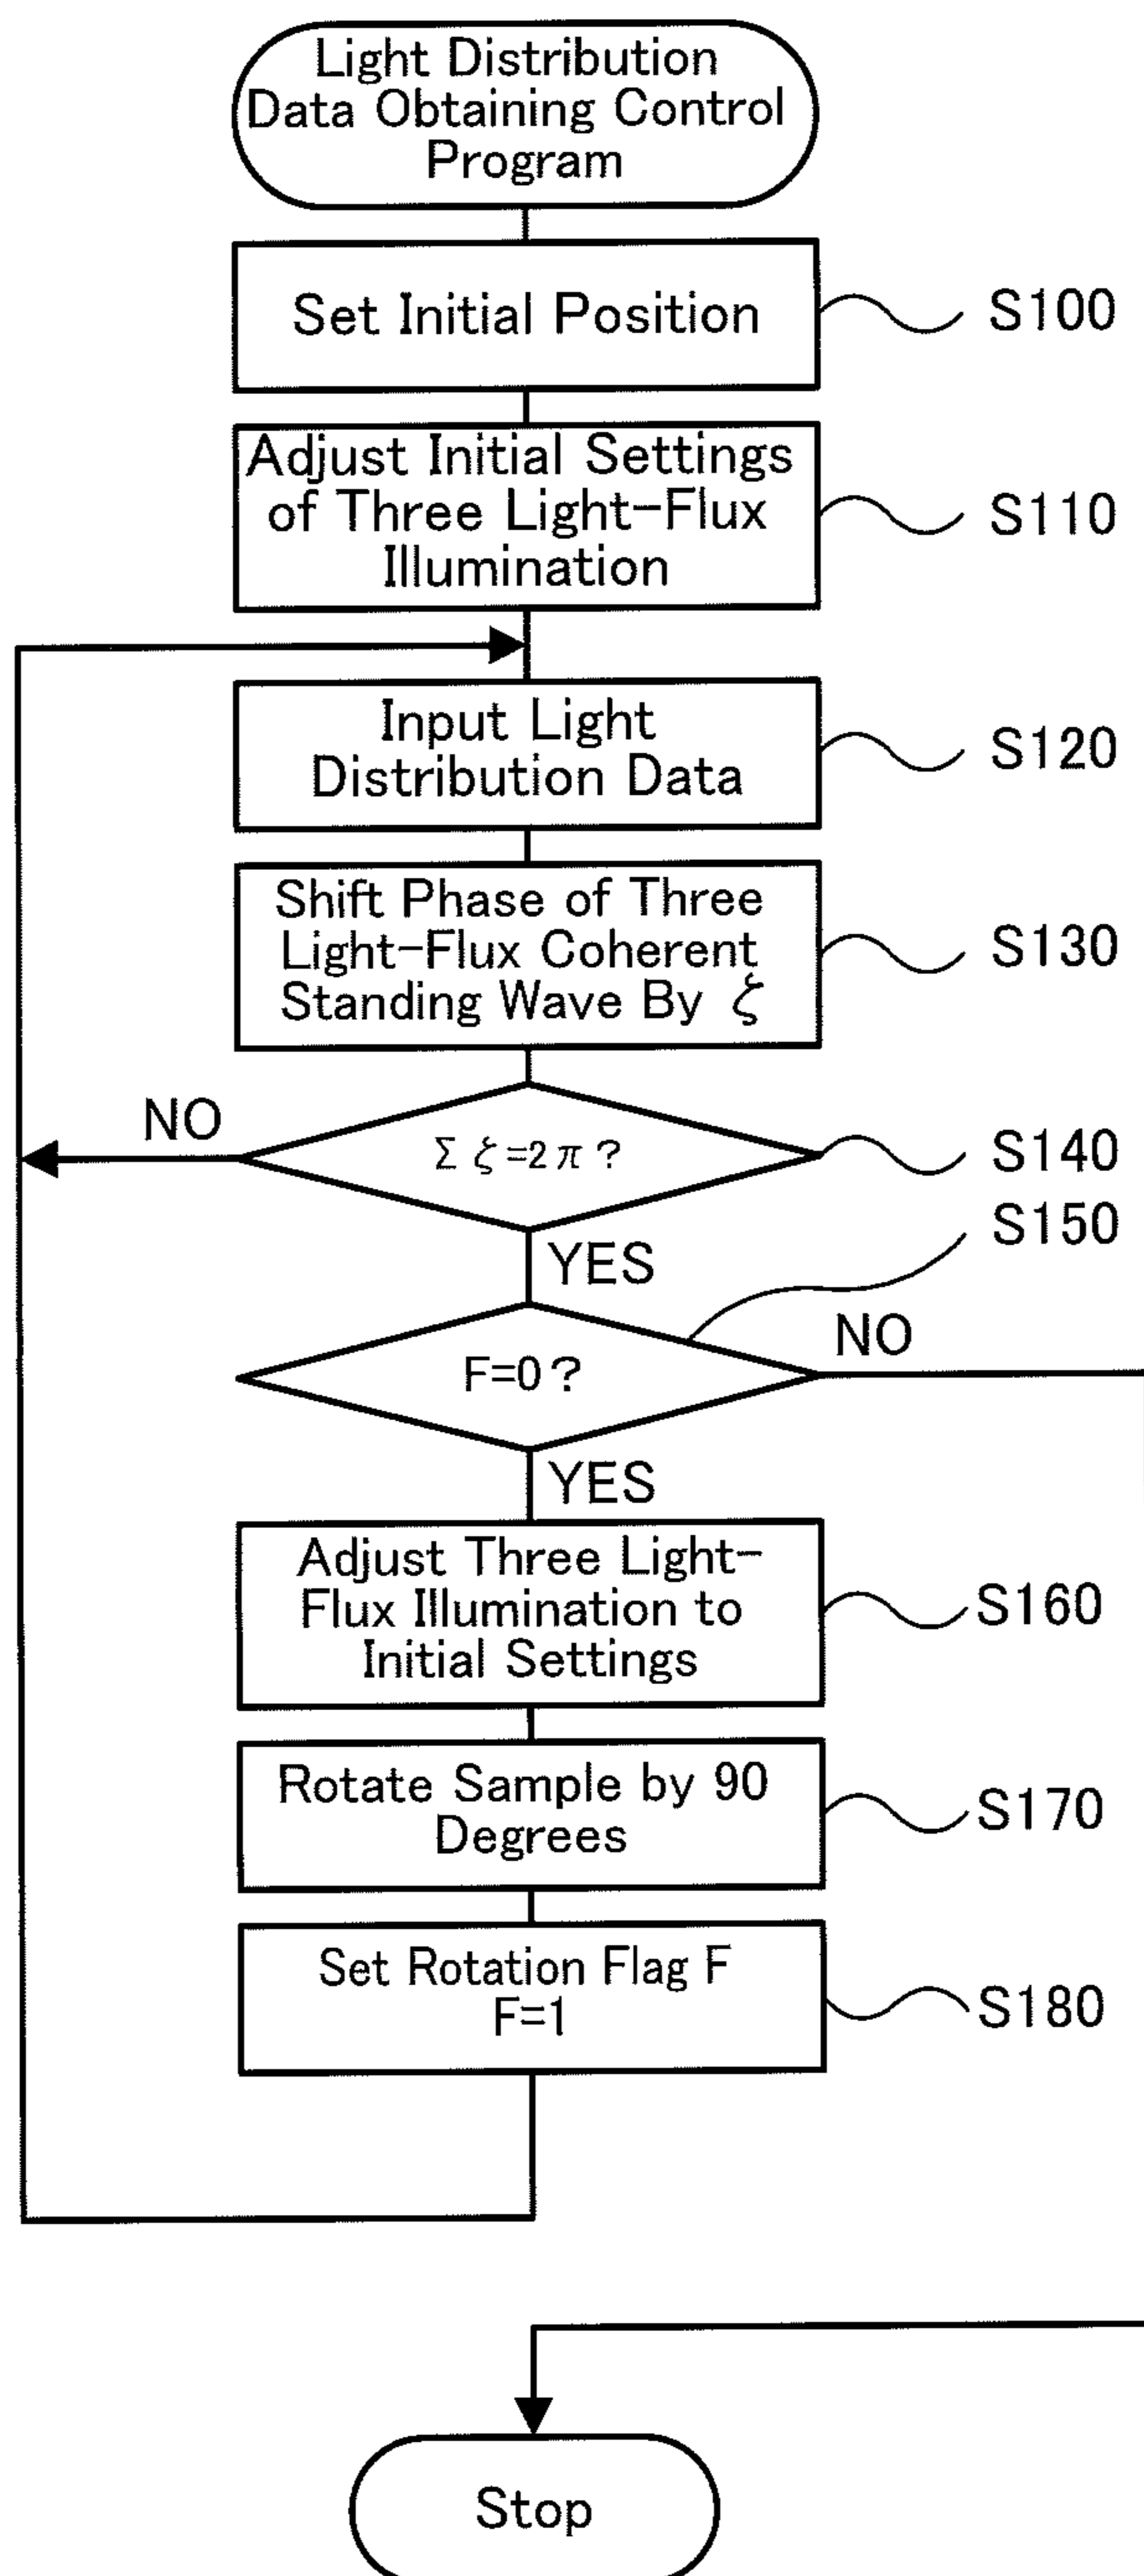 Light Distribution
Data Obtaining Control
Program
Set Initial Position
S100
Adjust Initial Settings
of Three Light-Flux
Illumination
S110
Input Light
Distribution Data
S120
Shift Phase of Three
Light-Flux Coherent
Standing Wave By ζ
S130
NO
Σ ζ=2π?
S140
S150
YES
NO
F=0?
YES
Adjust Three Light-
Flux Illumination to
Initial Settings
S160
Rotate Sample by 90
Degrees
S170
Set Rotation Flag F
F=1
S180
Stop